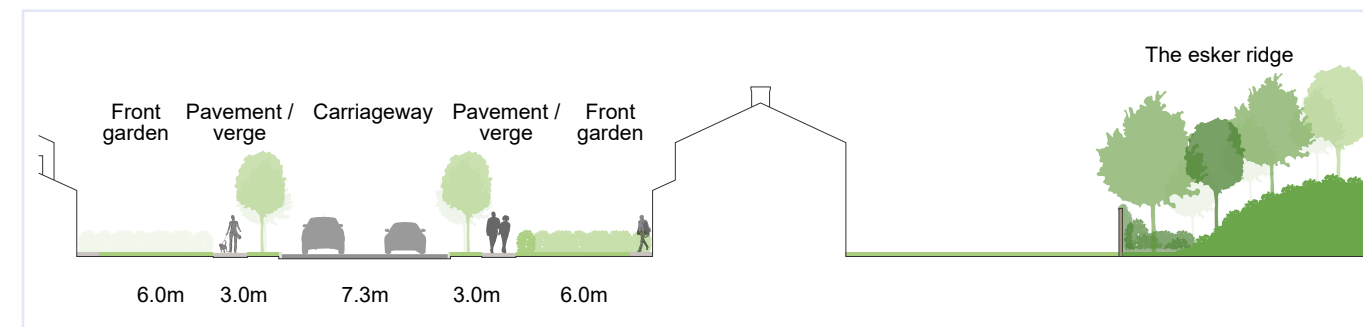 The esker ridge
Front
garden
Pavement /
verge
Carriageway
Pavement /
verge
Front
garden
6.0m
3.0m
7.3m
3.0m
6.0m